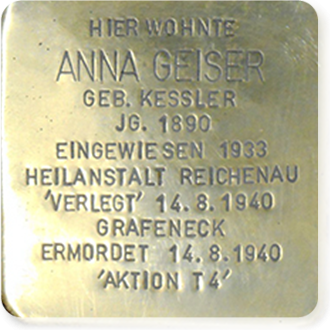 HIER WOHNTE
ANNA GEISER
GEB. KESSLER
JG. 1890
EINGEWIESEN 1933
HEILANSTALT REICHENAU
'VERLEGT' 14.8.1940
GRAFENECK
ERMORDET 14.8.1940
'AKTION T4'